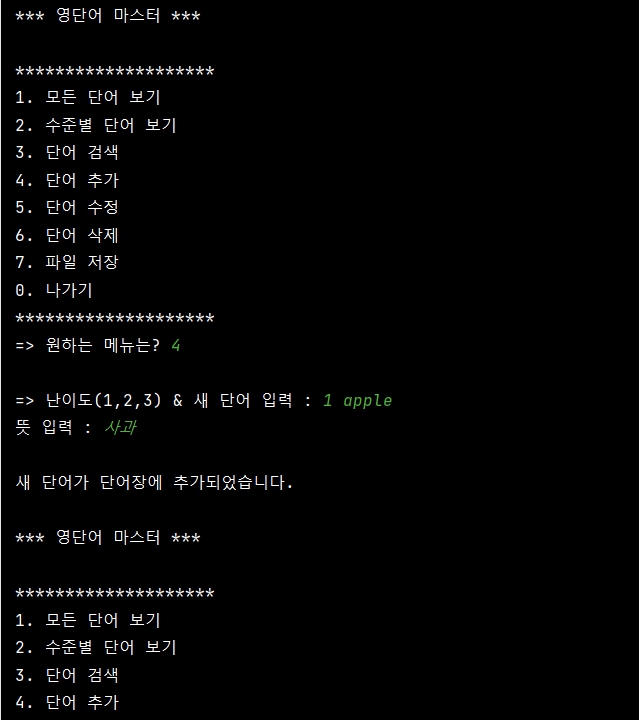 *** 영단어 마스터 ***
********************
1. 모든 단어 보기
2. 수준별 단어 보기
3. 단어 검색
4. 단어 추가
5. 단어 수정
6. 단어 삭제
7. 파일 저장
0. 나가기
********************
=> 원하는 메뉴는? 4
=> 난이도(1,2,3) & 새 단어 입력 : 1 apple
뜻 입력 : 사과
새 단어가 단어장에 추가되었습니다.
*** 영단어 마스터 ***
********************
1. 모든 단어 보기
2. 수준별 단어 보기
3. 단어 검색
4. 단어 추가